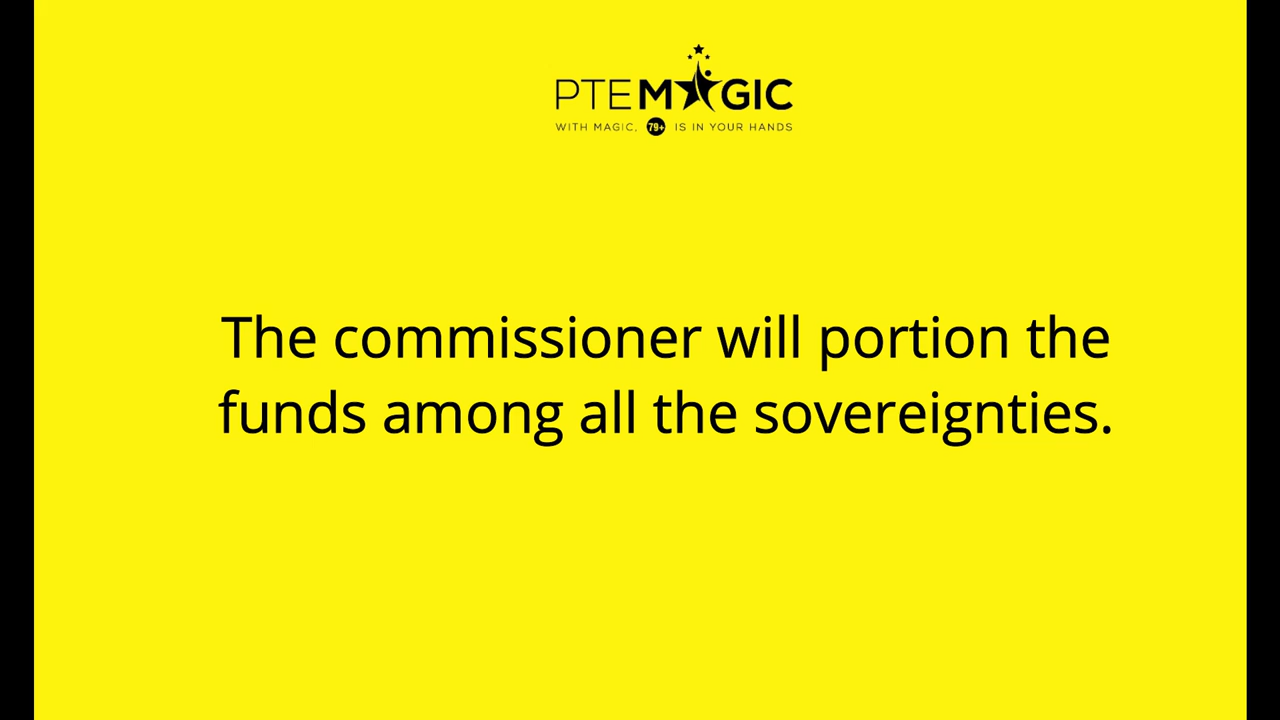 PTEMAGIC
WITH MAGIC, 79+ IS IN YOUR HANDS
The commissioner will portion the
funds among all the sovereignties.